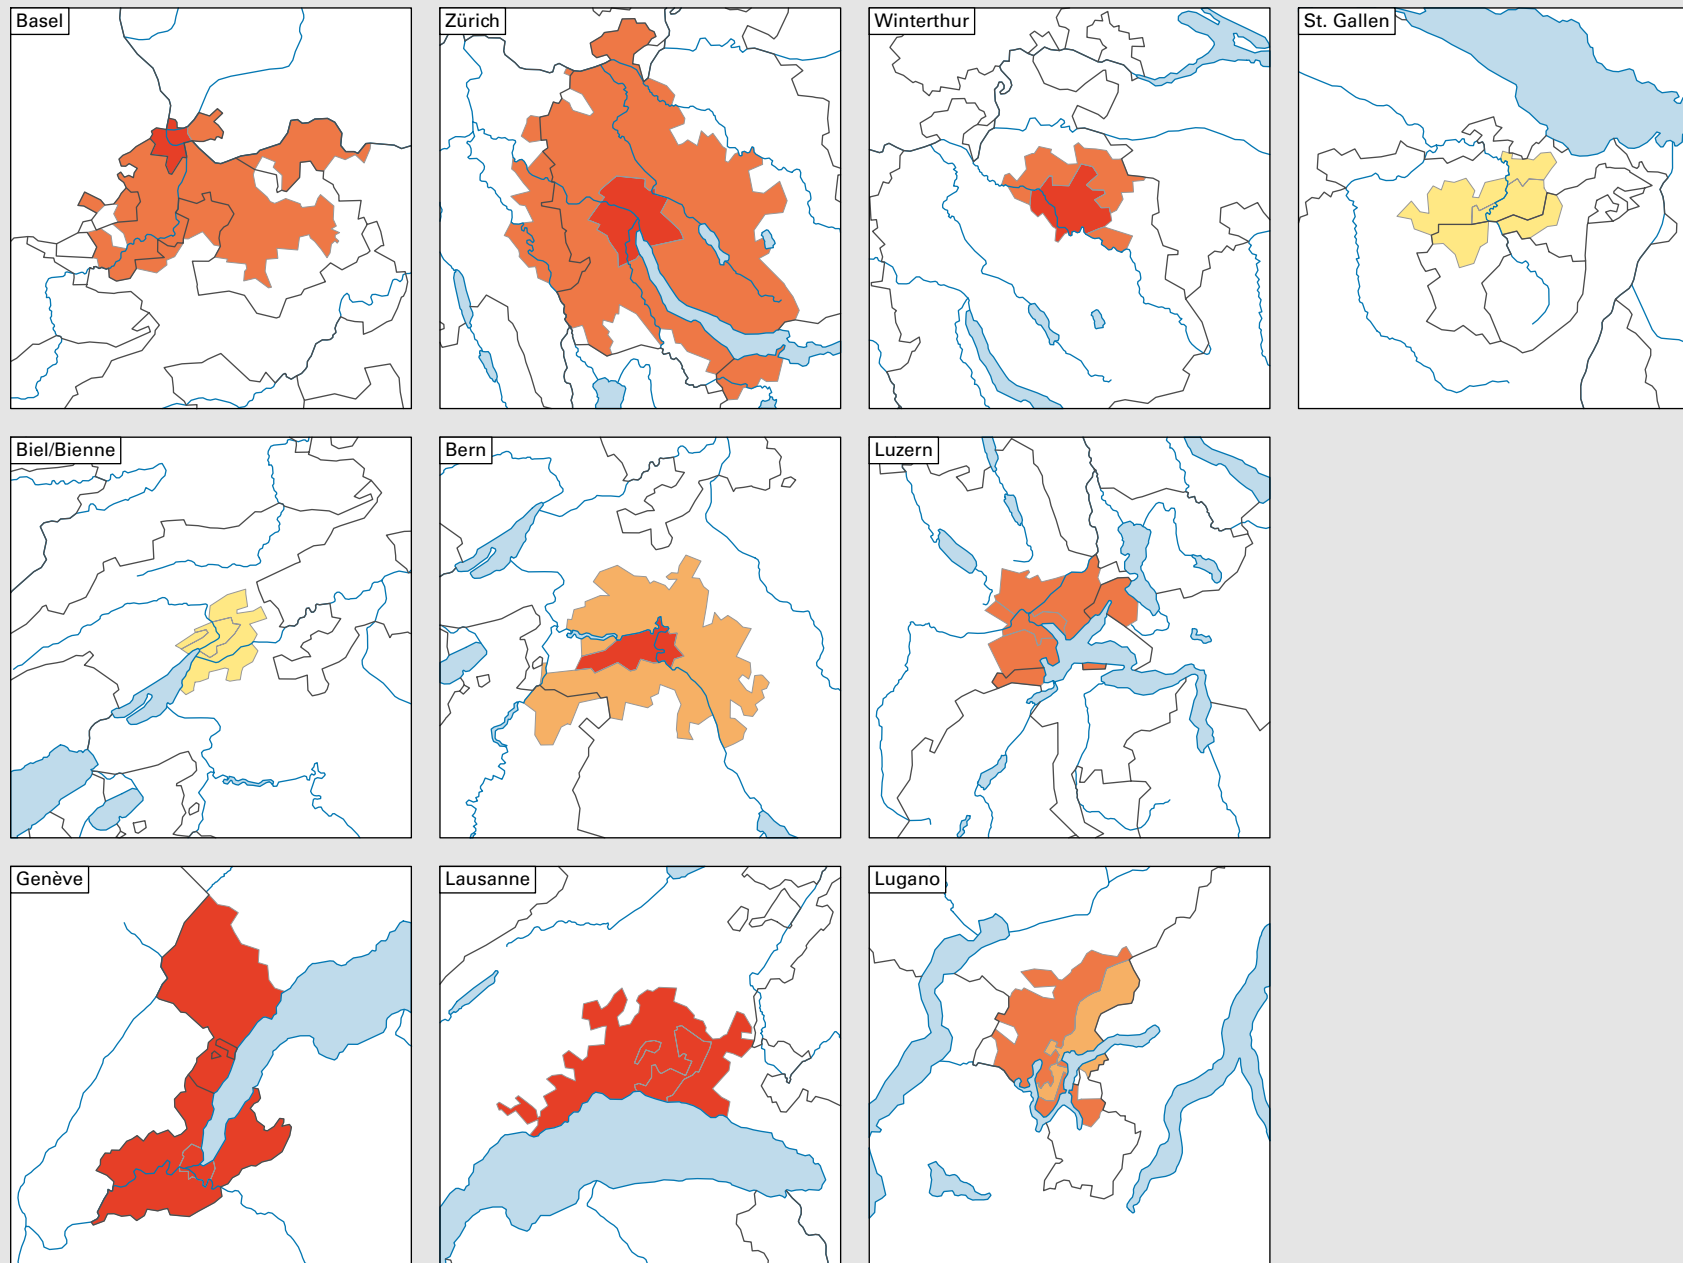 Basel
Zürich
Winterthur
St. Gallen
Biel/Bienne
Bern
Luzern
Genève
Lausanne
Lugano